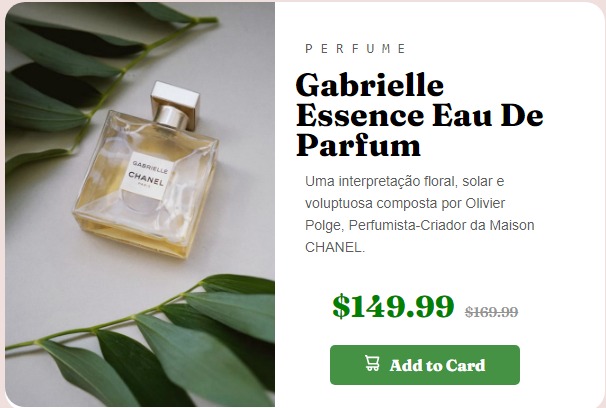 PERFUME
Gabrielle
Essence Eau De
Parfum
Uma interpretação floral, solar e
voluptuosa composta por Olivier
Polge, Perfumista-Criador da Maison
CHANEL.
$149.99 $169.99
Add to Card
GABRIELLE
CHANEL
PARIS